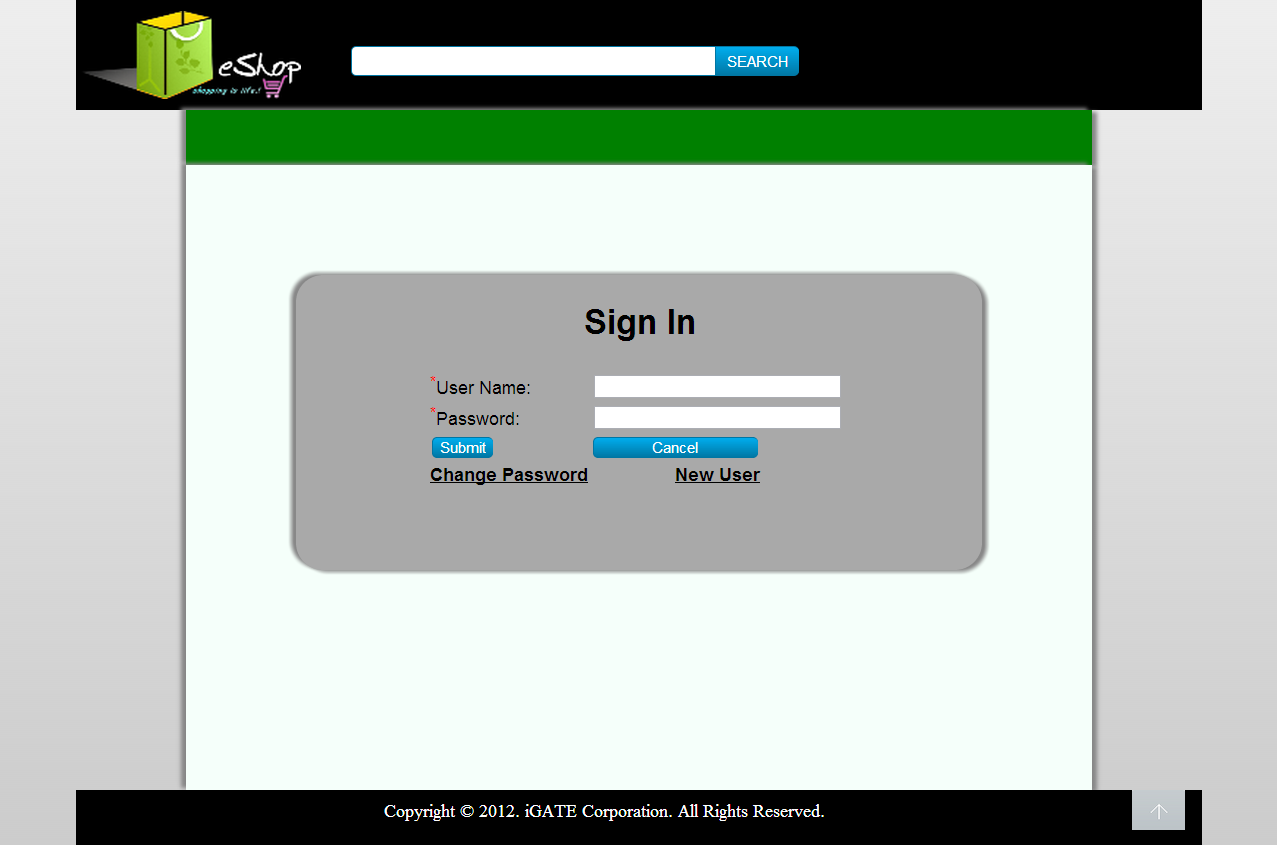 eShop
shopping is life!
SEARCH
Sign In
*User Name:
*Password:
Submit Cancel
Change Password New User
Copyright © 2012. iGATE Corporation. All Rights Reserved.